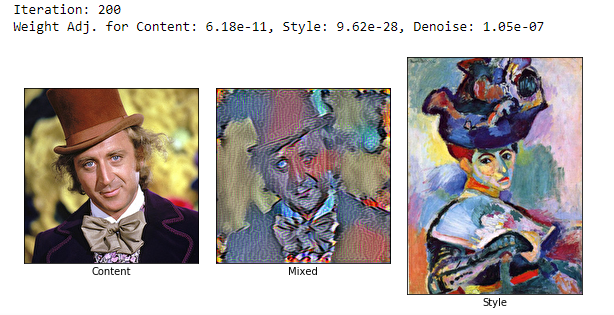 Iteration: 200
Weight Adj. for Content: 6.18e-11, Style: 9.62e-28, Denoise: 1.05e-07
Content
Mixed
Style